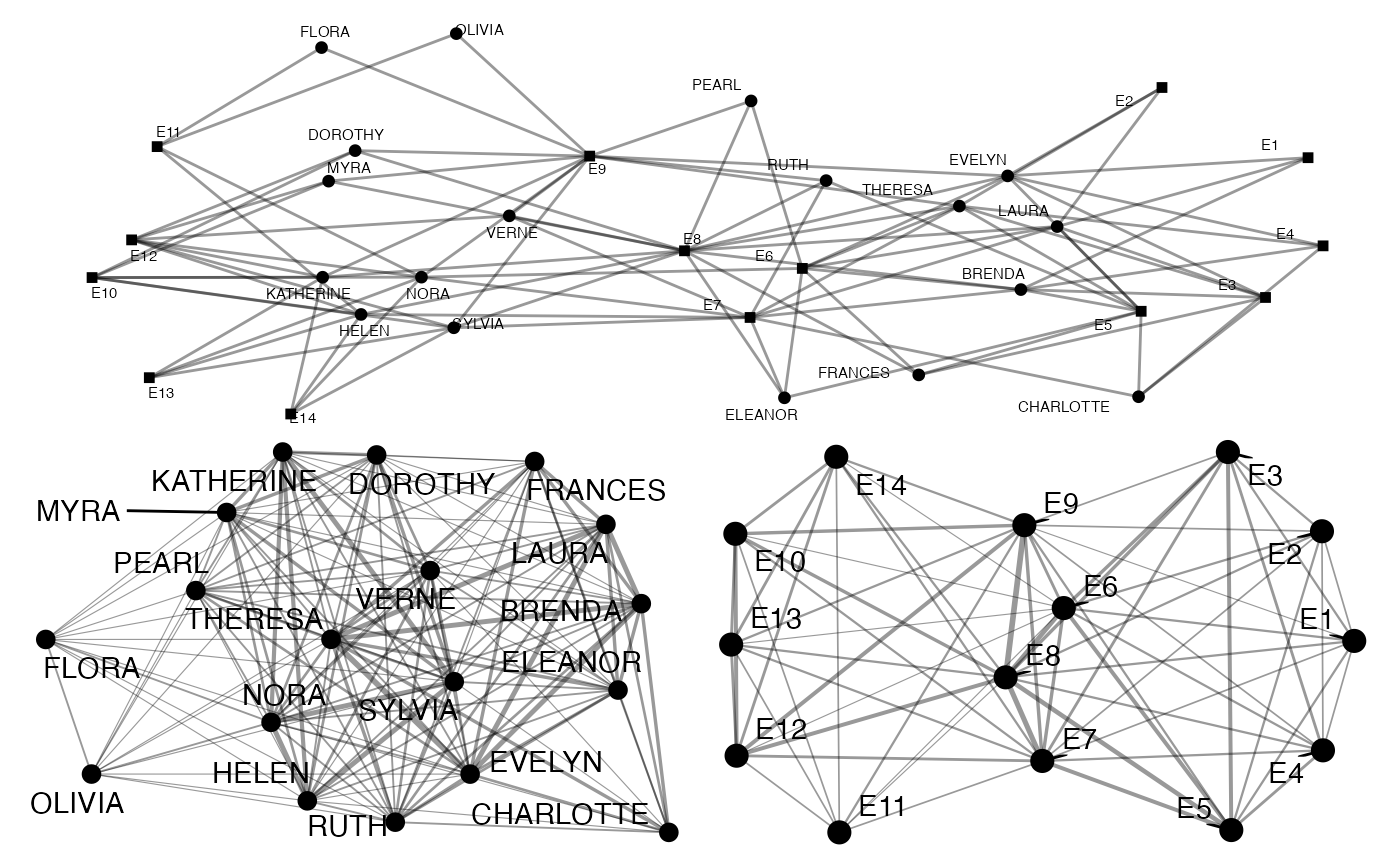 FLORA
OLIVIA
PEARL
E2
E11
DOROTHY
MYRA
E9
RUTH
EVELYN
E1
THERESA
LAURA
VERNE
E8
E4
E12
E6
BRENDA
E10
KATHERINE
NORA
E7
E3
HELEN
SYLVIA
E5
E13
FRANCES
ELEANOR
CHARLOTTE
E14
KATHERINE
DOROTHY
FRANCES
MYRA
LAURA
PEARL
VERNE
BRENDA
THERESA
FLORA
ELEANOR
NORA
SYLVIA
HELEN
EVELYN
OLIVIA
RUTH
CHARLOTTE
E14
E3
E9
E10
E2
E6
E13
E1
E8
E12
E7
E4
E11
E5